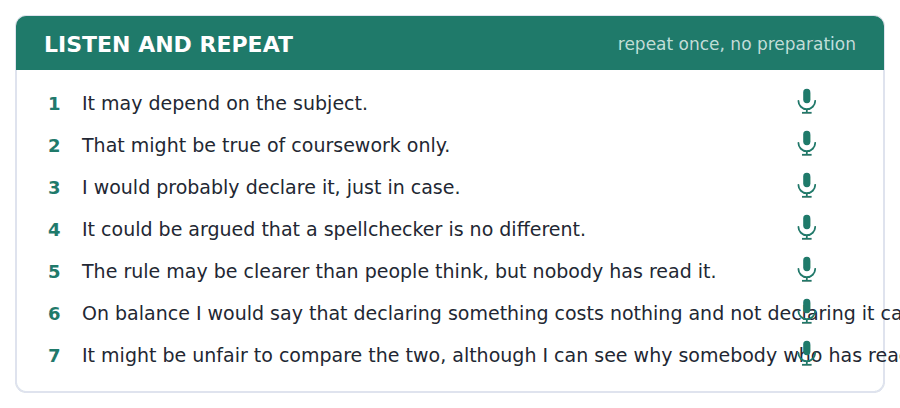 LISTEN AND REPEAT
repeat once, no preparation
1 It may depend on the subject.
2 That might be true of coursework only.
3 I would probably declare it, just in case.
4 It could be argued that a spellchecker is no different.
5 The rule may be clearer than people think, but nobody has read it.
6 On balance I would say that declaring something costs nothing and not declaring it
7 It might be unfair to compare the two, although I can see why somebody who has